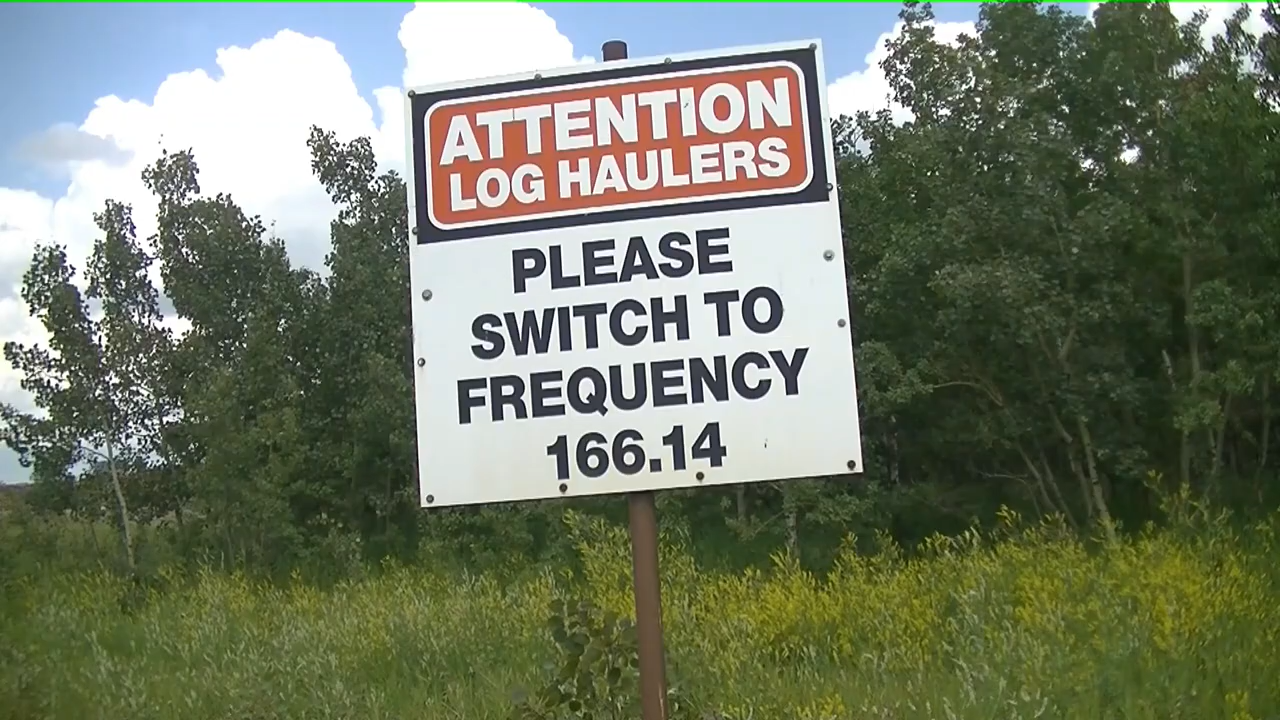 ATTENTION
LOG HAULERS
PLEASE
SWITCH TO
FREQUENCY
166.14